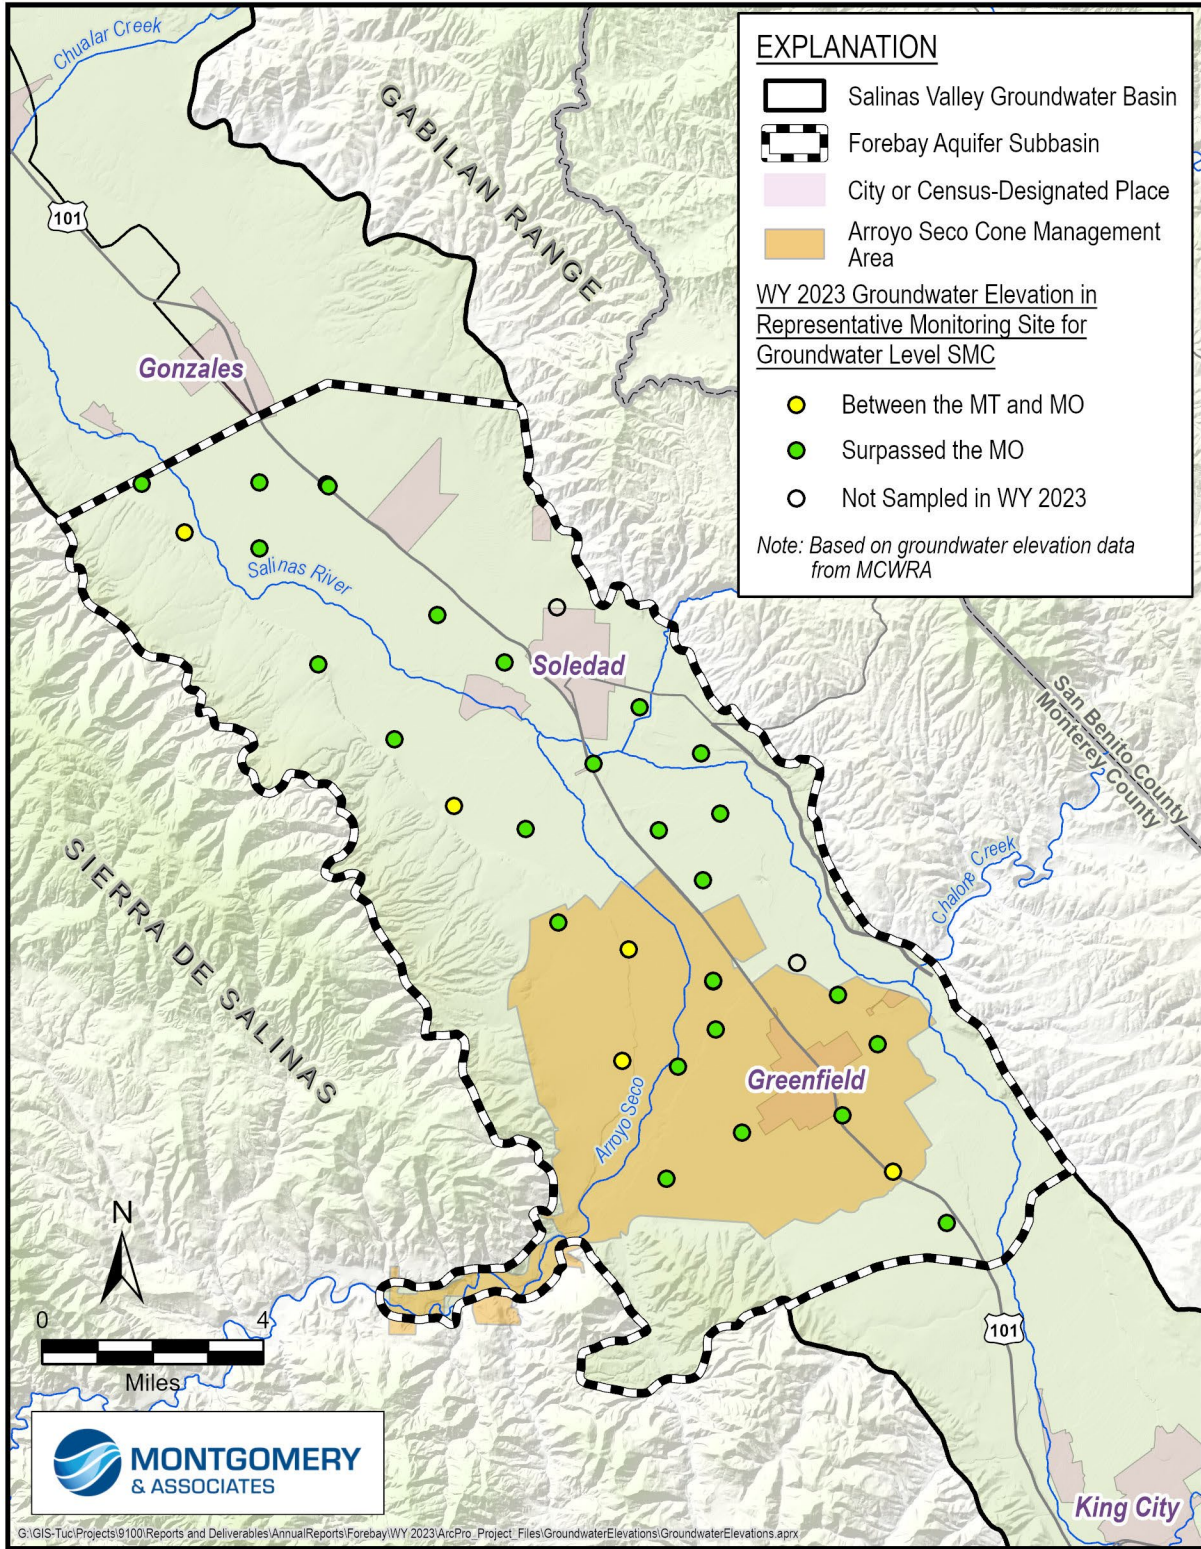 Chualar Creek
GABILAN RANGE
101
Gonzales
Salinas River
Soledad
San Benito County
Monterey County
Chalone Creek
SIERRA DE SALINAS
Arroyo Seco
Greenfield
101
King City
EXPLANATION
Salinas Valley Groundwater Basin
Forebay Aquifer Subbasin
City or Census-Designated Place
Arroyo Seco Cone Management
Area
WY 2023 Groundwater Elevation in
Representative Monitoring Site for
Groundwater Level SMC
Between the MT and MO
Surpassed the MO
Not Sampled in WY 2023
Note: Based on groundwater elevation data
from MCWRA
N
0 4
Miles
MONTGOMERY
& ASSOCIATES
G:\GIS-Tuc\Projects\9100\Reports and Deliverables\AnnualReports\Forebay\WY 2023\ArcPro_Project_Files\GroundwaterElevations\GroundwaterElevations.aprx